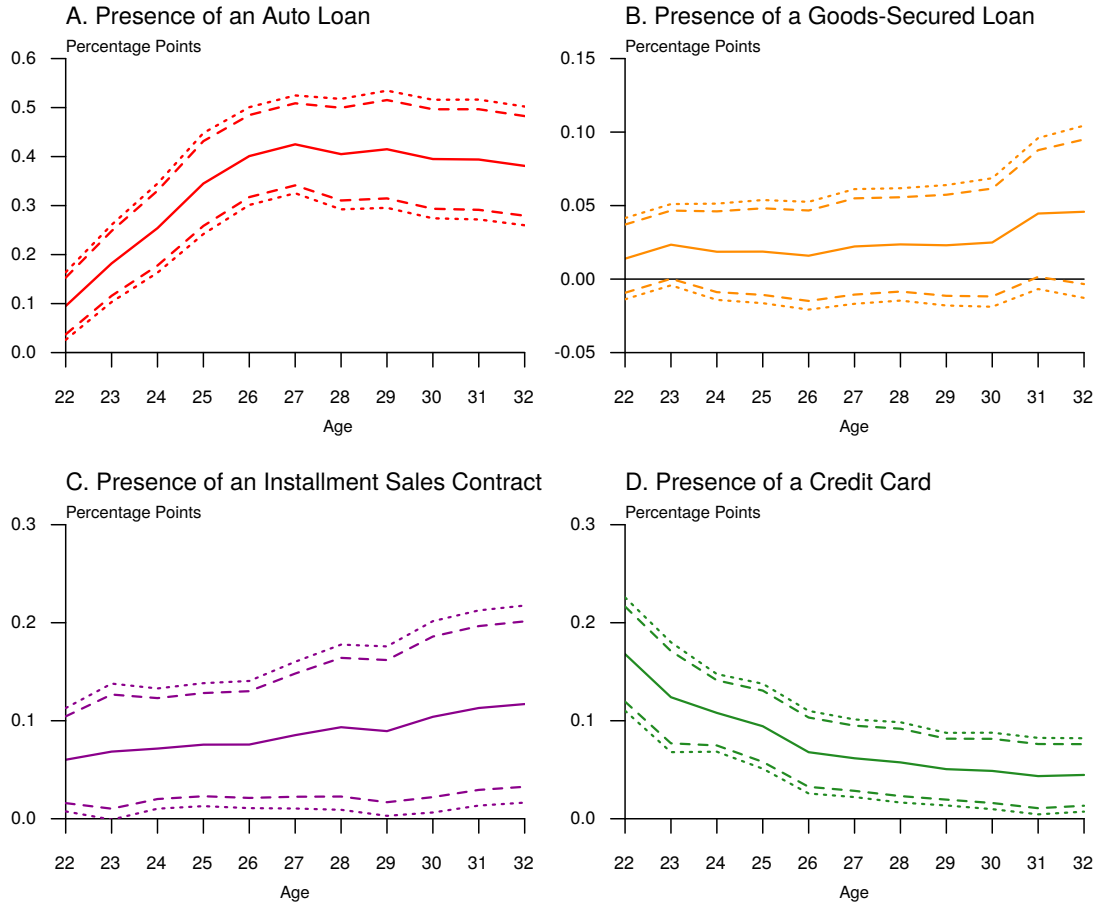 A. Presence of an Auto Loan
Percentage Points
0.6
0.5
0.4
0.3
0.2
0.1
0.0
22 23 24 25 26 27 28 29 30 31 32
Age
B. Presence of a Goods-Secured Loan
Percentage Points
0.15
0.10
0.05
0.00
-0.05
22 23 24 25 26 27 28 29 30 31 32
Age
C. Presence of an Installment Sales Contract
Percentage Points
0.3
0.2
0.1
0.0
22 23 24 25 26 27 28 29 30 31 32
Age
D. Presence of a Credit Card
Percentage Points
0.3
0.2
0.1
0.0
22 23 24 25 26 27 28 29 30 31 32
Age